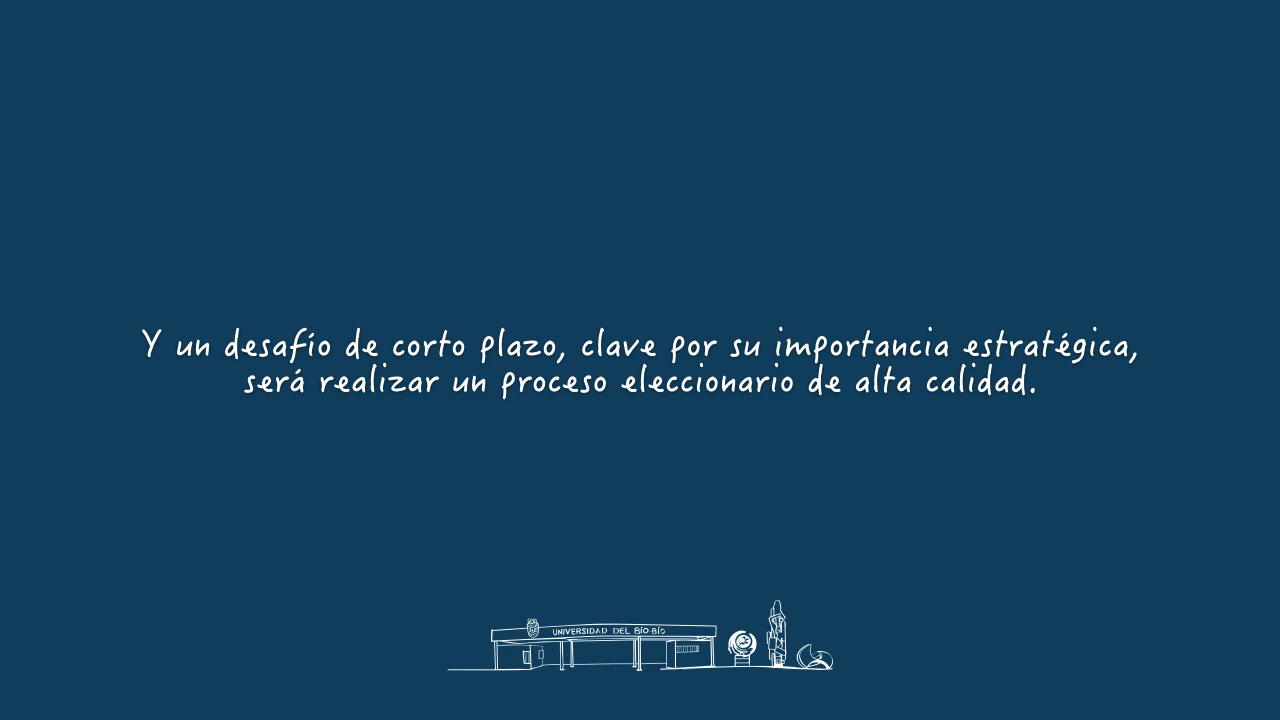 Y un desafío de corto plazo, clave por su importancia estratégica,
será realizar un proceso eleccionario de alta calidad.
UNIVERSIDAD DEL BÍO-BÍO